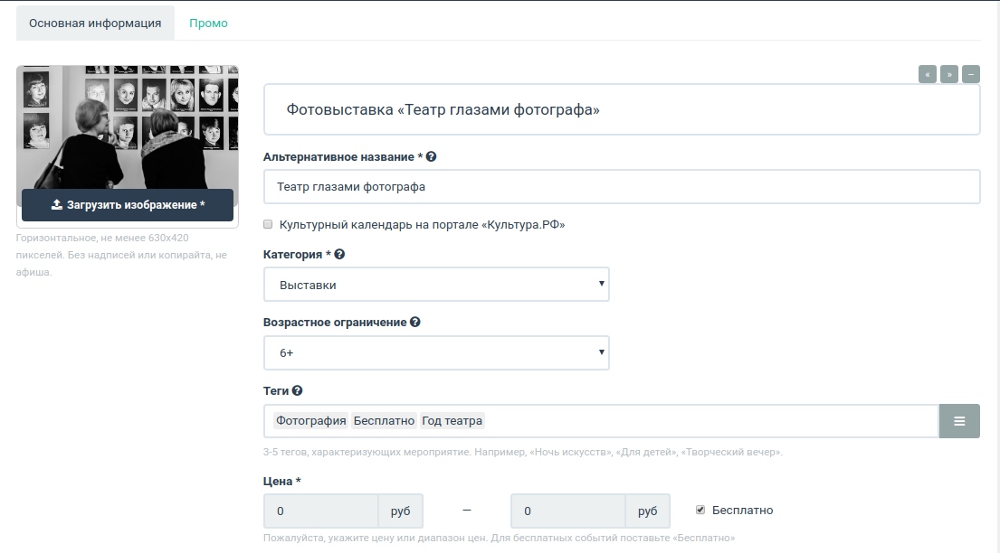 Основная информация
Промо
« » –
Фотовыставка «Театр глазами фотографа»
Альтернативное название * ?
Театр глазами фотографа
Культурный календарь на портале «Культура.РФ»
Загрузить изображение *
Горизонтальное, не менее 630x420
пикселей. Без надписей или копирайта, не
афиша.
Категория * ?
Выставки
Возрастное ограничение ?
6+
Теги ?
Фотография Бесплатно Год театра
3-5 тегов, характеризующих мероприятие. Например, «Ночь искусств», «Для детей», «Творческий вечер».
Цена *
0 руб — 0 руб Бесплатно
Пожалуйста, укажите цену или диапазон цен. Для бесплатных событий поставьте «Бесплатно»